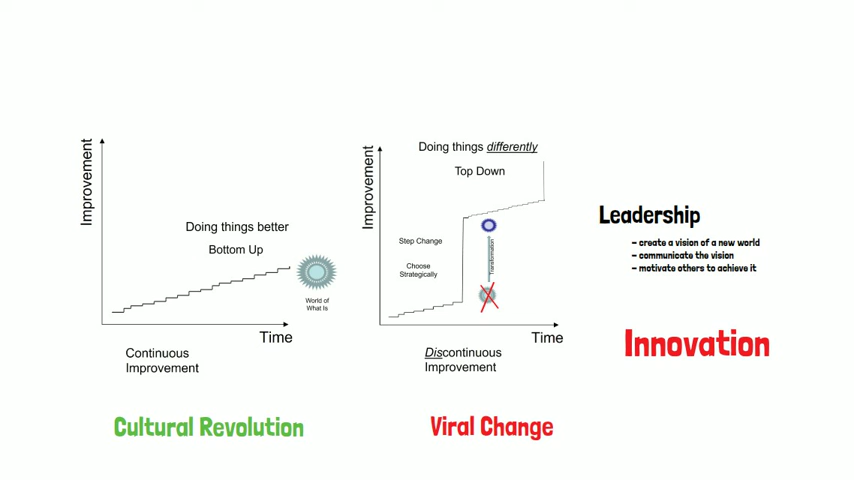 Improvement
Doing things better
Bottom Up
World of
What Is
Time
Continuous
Improvement
Cultural Revolution
Improvement
Doing things differently
Top Down
Step Change
Choose
Strategically
Transformation
Time
Discontinuous
Improvement
Viral Change
Leadership
– create a vision of a new world
– communicate the vision
– motivate others to achieve it
Innovation